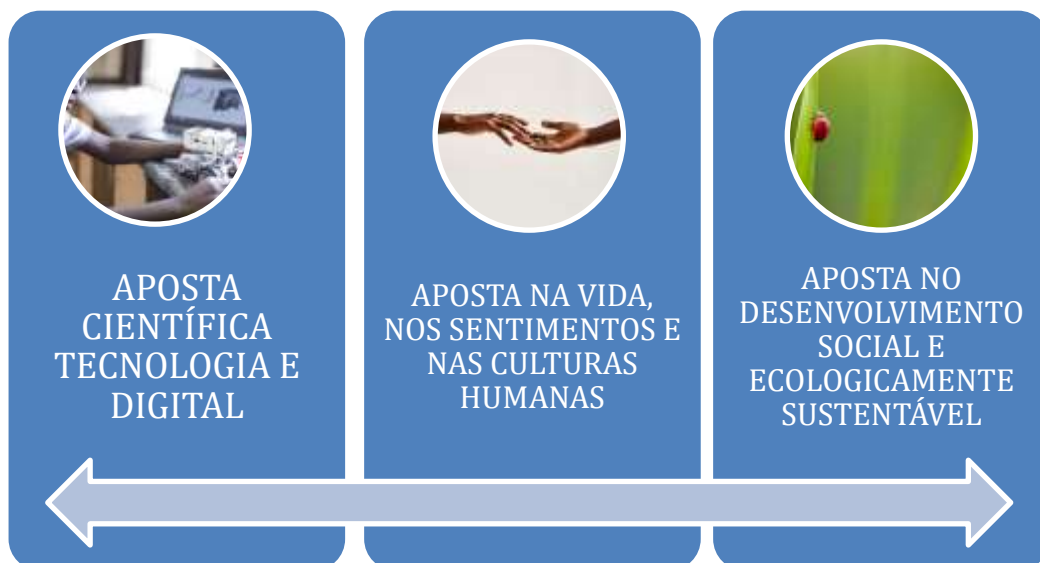 APOSTA
CIENTÍFICA
TECNOLOGIA E
DIGITAL
APOSTA NA VIDA,
NOS SENTIMENTOS E
NAS CULTURAS
HUMANAS
APOSTA NO
DESENVOLVIMENTO
SOCIAL E
ECOLOGICAMENTE
SUSTENTÁVEL